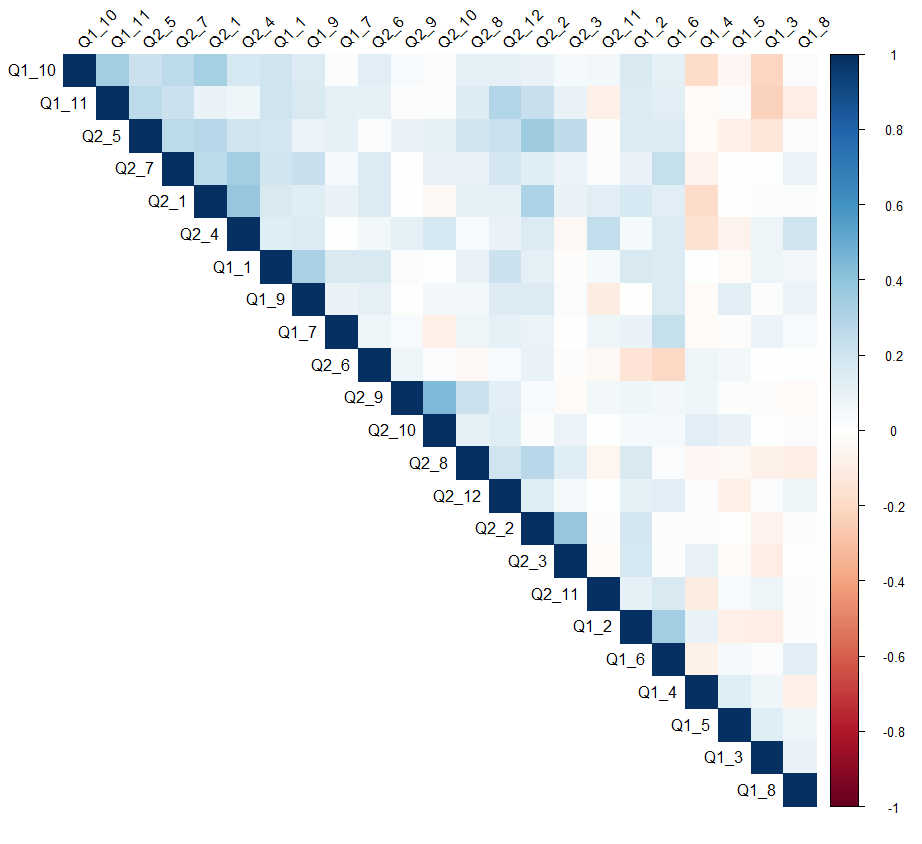 Q1_10 Q1_11 Q2_5 Q2_7 Q2_1 Q2_4 Q1_1 Q1_9 Q1_7 Q2_6 Q2_9 Q2_10 Q2_8 Q2_12 Q2_2 Q2_3 Q2_11 Q1_2 Q1_6 Q1_4 Q1_5 Q1_3 Q1_8
Q1_10
Q1_11
Q2_5
Q2_7
Q2_1
Q2_4
Q1_1
Q1_9
Q1_7
Q2_6
Q2_9
Q2_10
Q2_8
Q2_12
Q2_2
Q2_3
Q2_11
Q1_2
Q1_6
Q1_4
Q1_5
Q1_3
Q1_8
1
0.8
0.6
0.4
0.2
0
-0.2
-0.4
-0.6
-0.8
-1